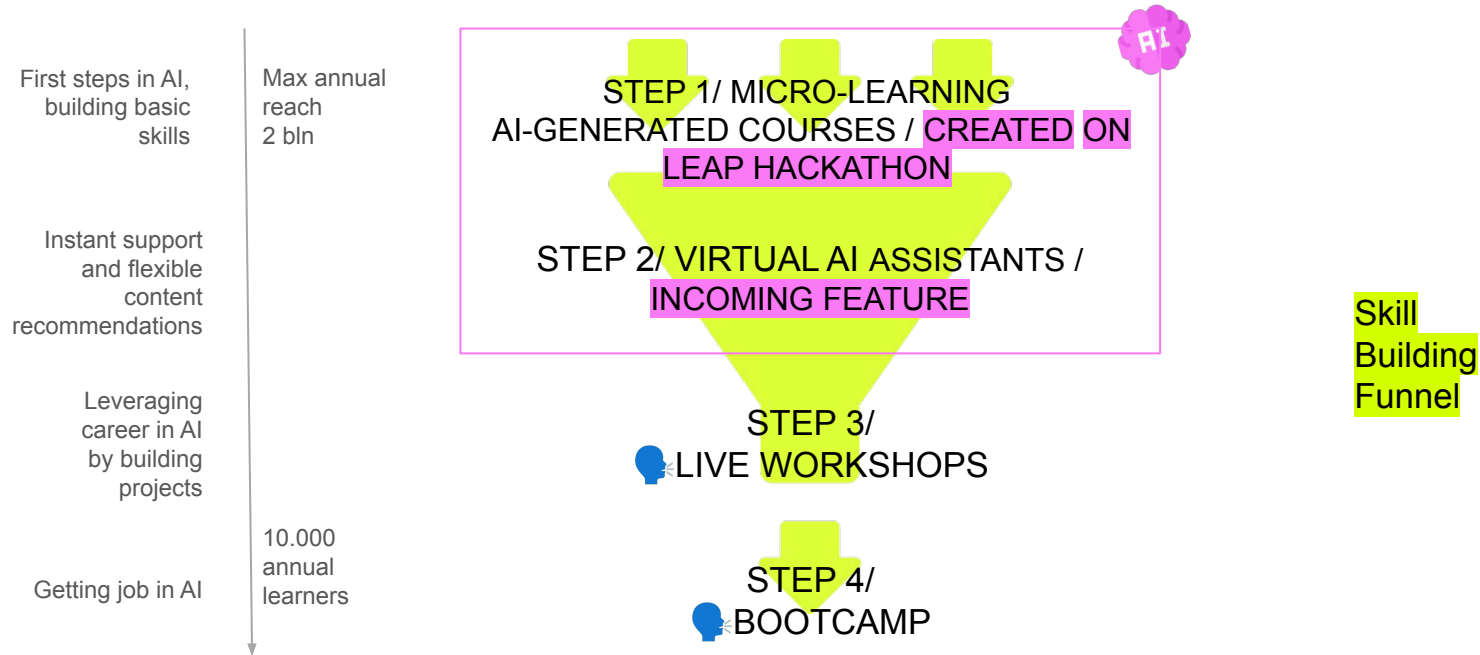 AI
First steps in AI,
building basic
skills
Max annual
reach
2 bln
STEP 1/ MICRO-LEARNING
AI-GENERATED COURSES / CREATED ON
LEAP HACKATHON
Instant support
and flexible
content
recommendations
STEP 2/ VIRTUAL AI ASSISTANTS /
INCOMING FEATURE
Skill
Building
Funnel
Leveraging
career in AI
by building
projects
STEP 3/
LIVE WORKSHOPS
10.000
annual
learners
Getting job in AI
STEP 4/
BOOTCAMP